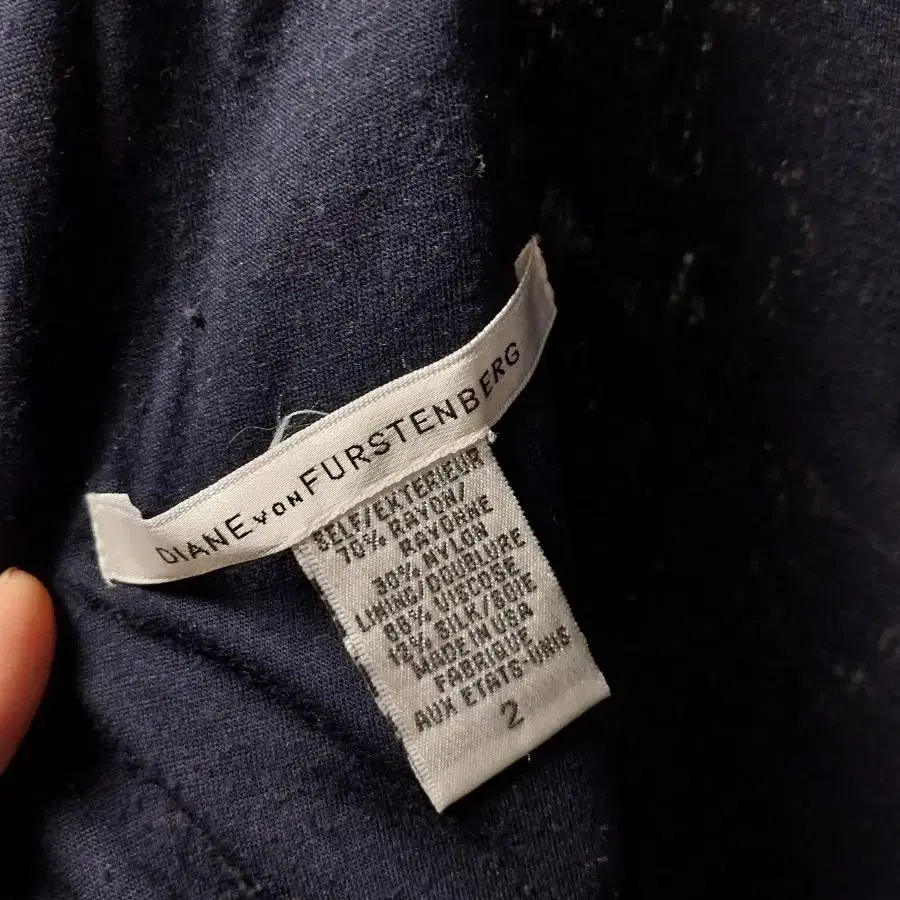 DIANE VON FURSTENBERG
SELF/EXTERIEUR
70% RAYON/
RAYONNE
30% NYLON
LINING/DOUBLURE
88% VISCOSE
12% SILK/SOIE
MADE IN USA
FABRIQUE
AUX ETATS-UNIS
2